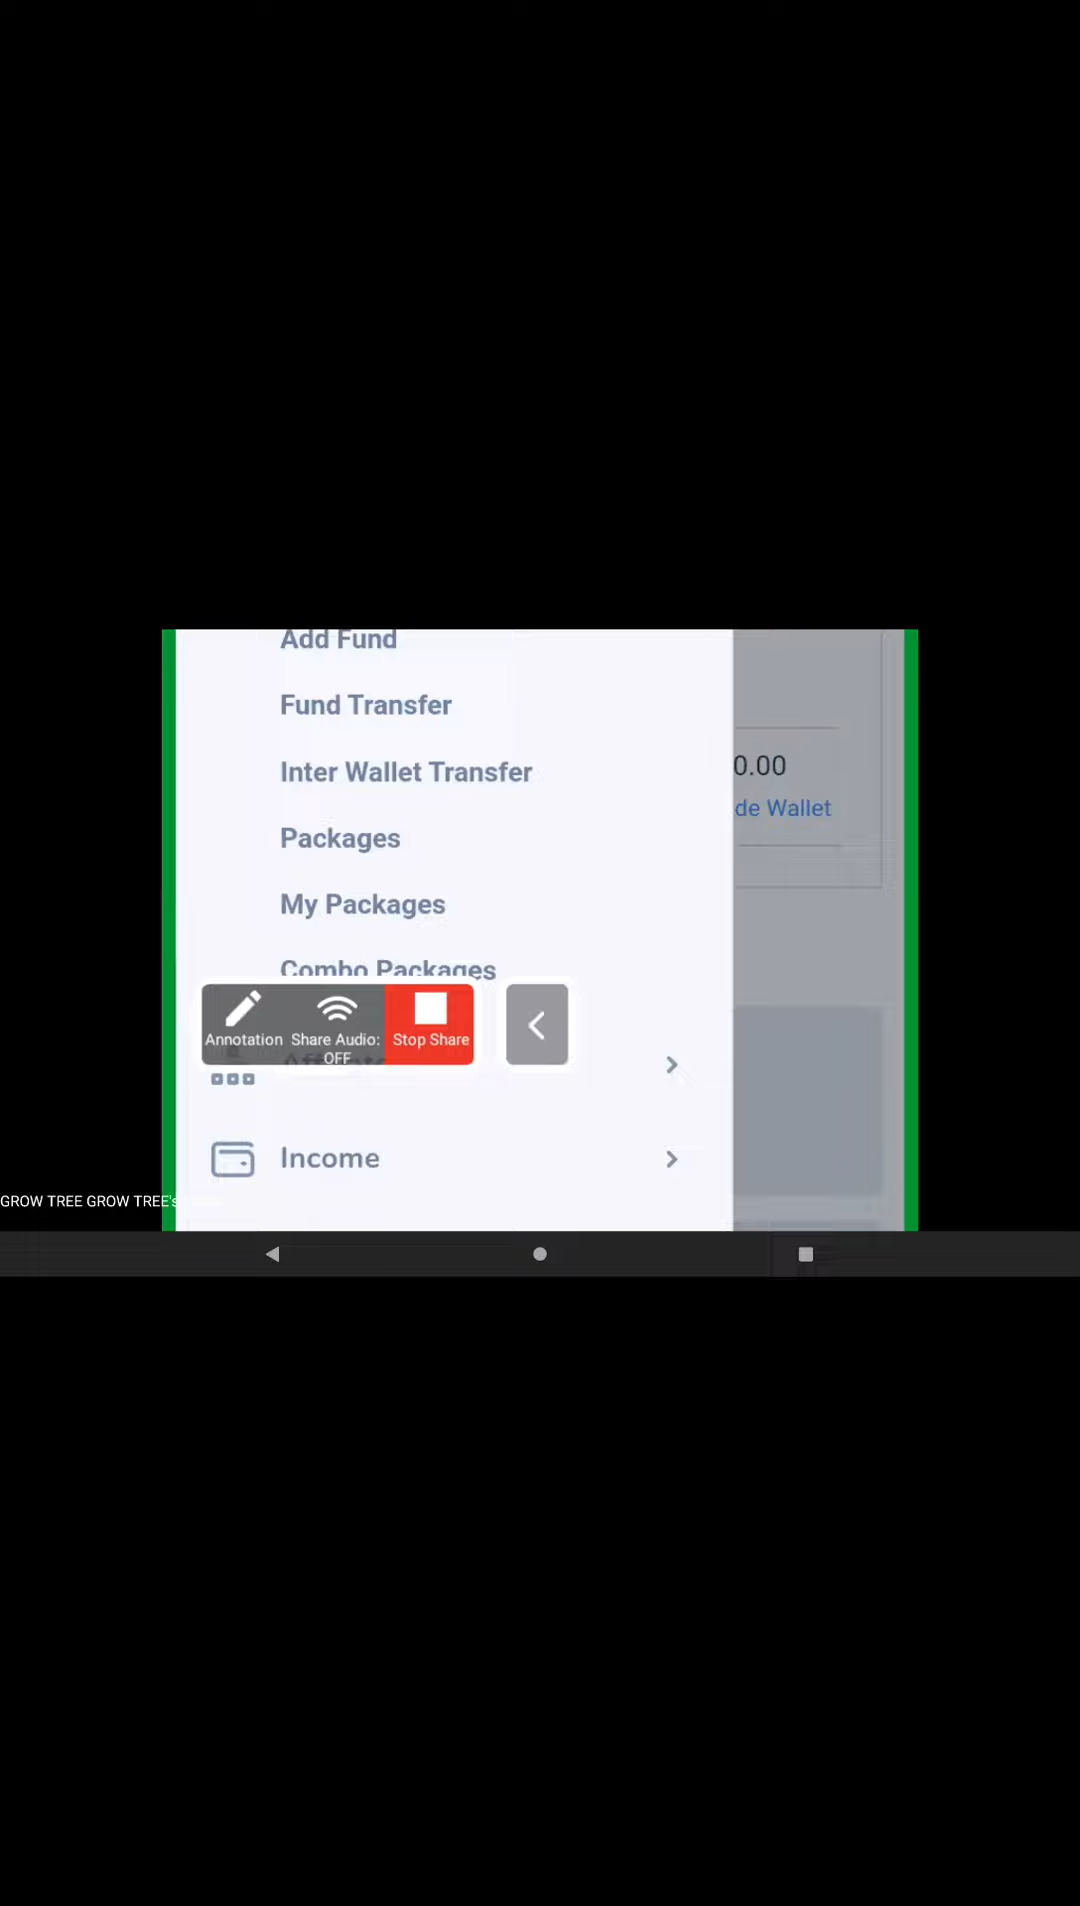 Add Fund
Fund Transfer
Inter Wallet Transfer
Packages
My Packages
Combo Packages
0.00
de Wallet
Annotation
Share Audio:
OFF
Stop Share
Income
GROW TREE GROW TREE's